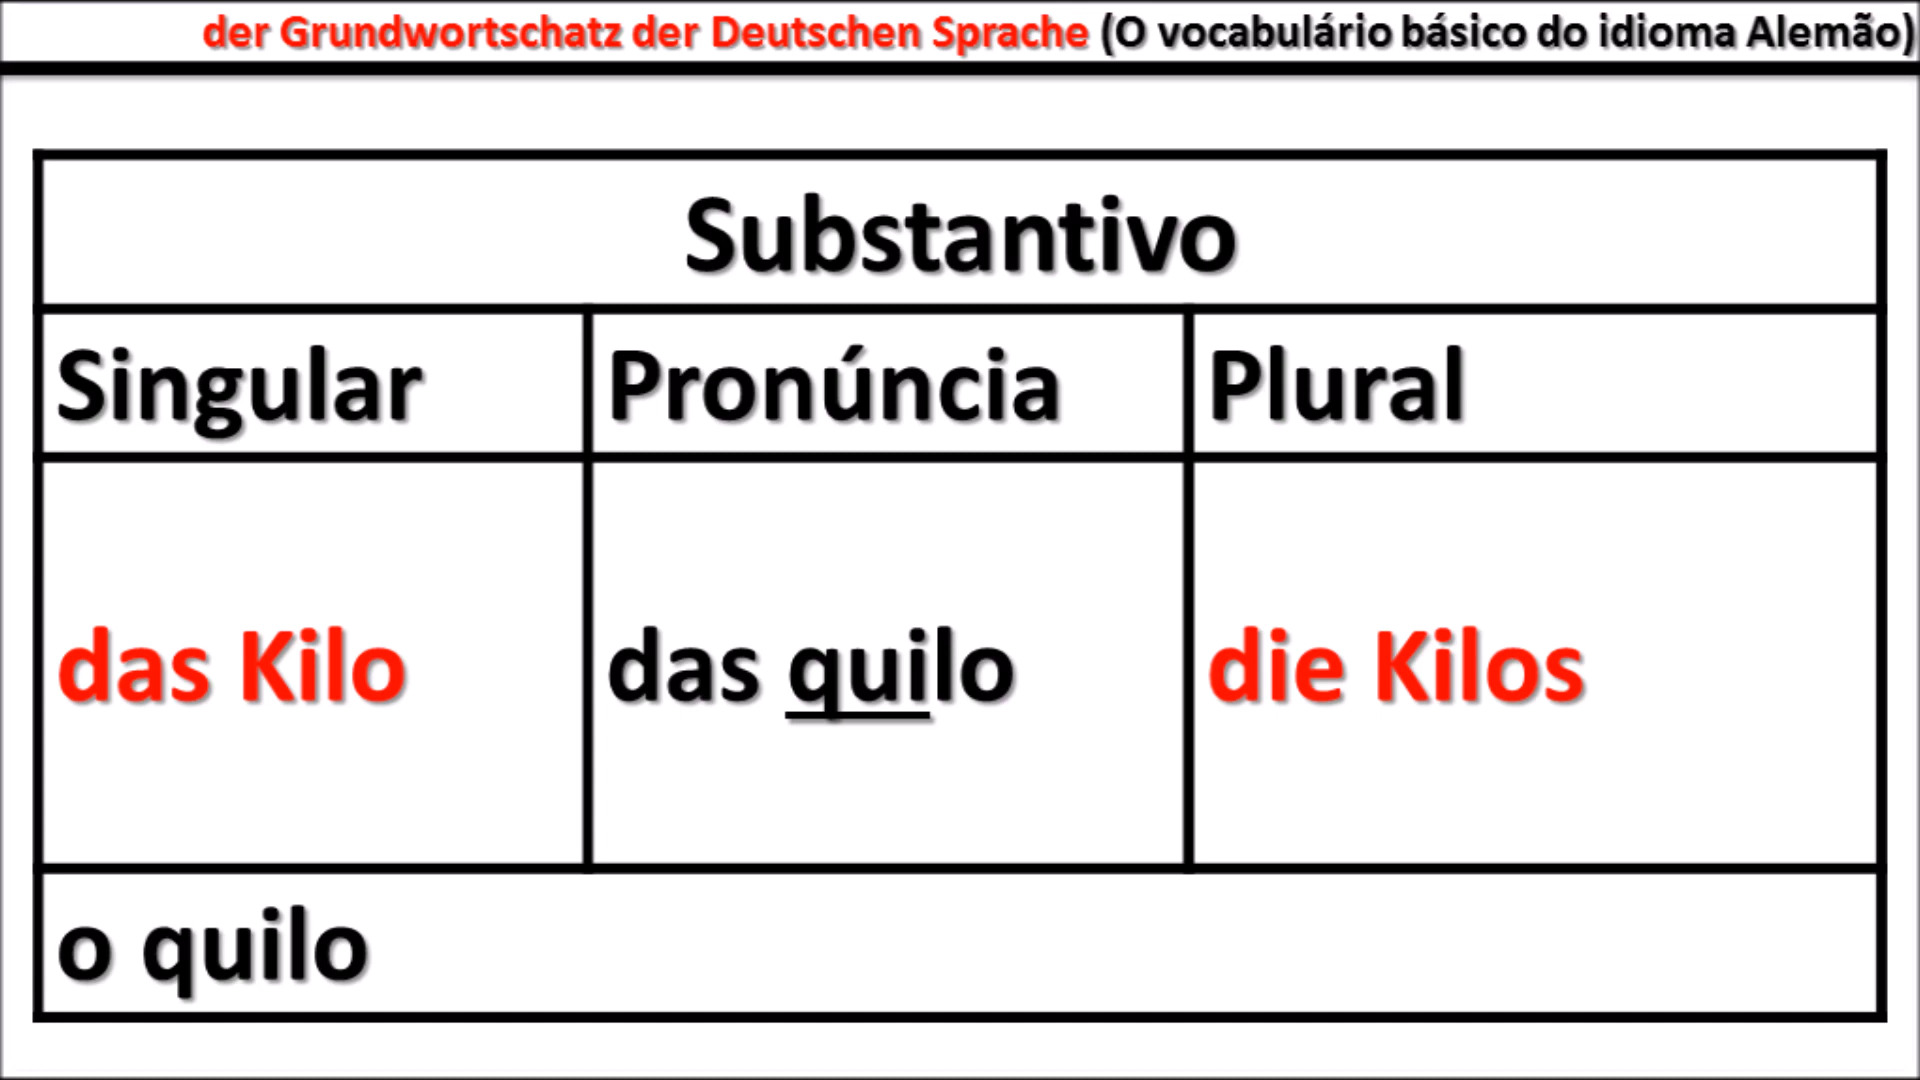 der Grundwortschatz der Deutschen Sprache (O vocabulário básico do idioma Alemão)
Substantivo
Singular Pronúncia Plural
das Kilo das quilo die Kilos
o quilo